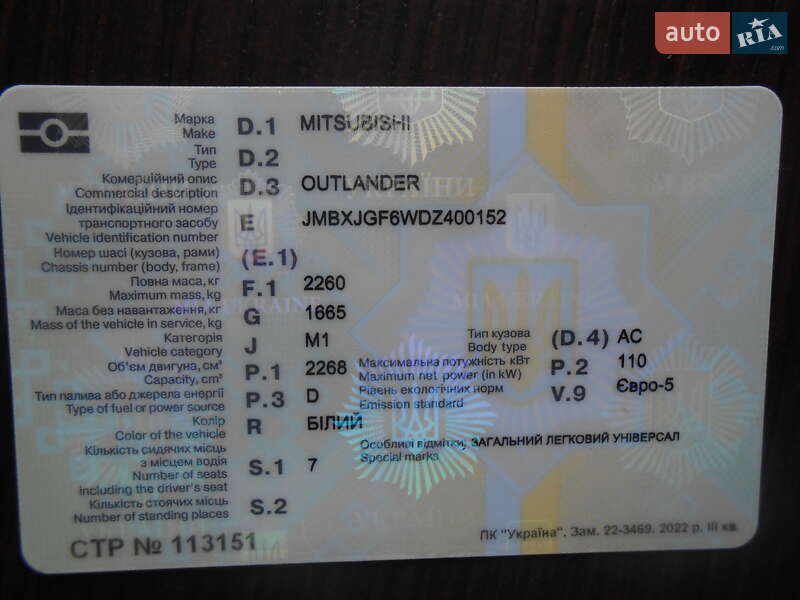 auto RIA .com
Марка D.1 MITSUBISHI
Make
Тип D.2
Type
Комерційний опис D.3 OUTLANDER
Commercial description
Ідентифікаційний номер
транспортного засобу E JMBXJGF6WDZ400152
Vehicle identification number
Номер шасі (кузова, рами) (E.1)
Chassis number (body, frame)
Повна маса, кг F.1 2260
Maximum mass, kg
Маса без навантаження, кг G 1665
Mass of the vehicle in service, kg
Категорія J M1 Тип кузова (D.4) AC
Vehicle category Body type
Об'єм двигуна, см³ P.1 2268 Максимальна потужність кВт P.2 110
Capacity, cm³ Maximum net power (in kW)
Тип палива або джерела енергії P.3 D Рівень екологічних норм V.9 Євро-5
Type of fuel or power source Emission standard
Колір R БІЛИЙ
Color of the vehicle
Особливі відмітки, ЗАГАЛЬНИЙ ЛЕГКОВИЙ УНІВЕРСАЛ
Special marks
Кількість сидячих місць
з місцем водія S.1 7
Number of seats
including the driver's seat
Кількість стоячих місць S.2
Number of standing places
СТР № 113151
ПК "Україна". Зам. 22-3469. 2022 р. III кв.